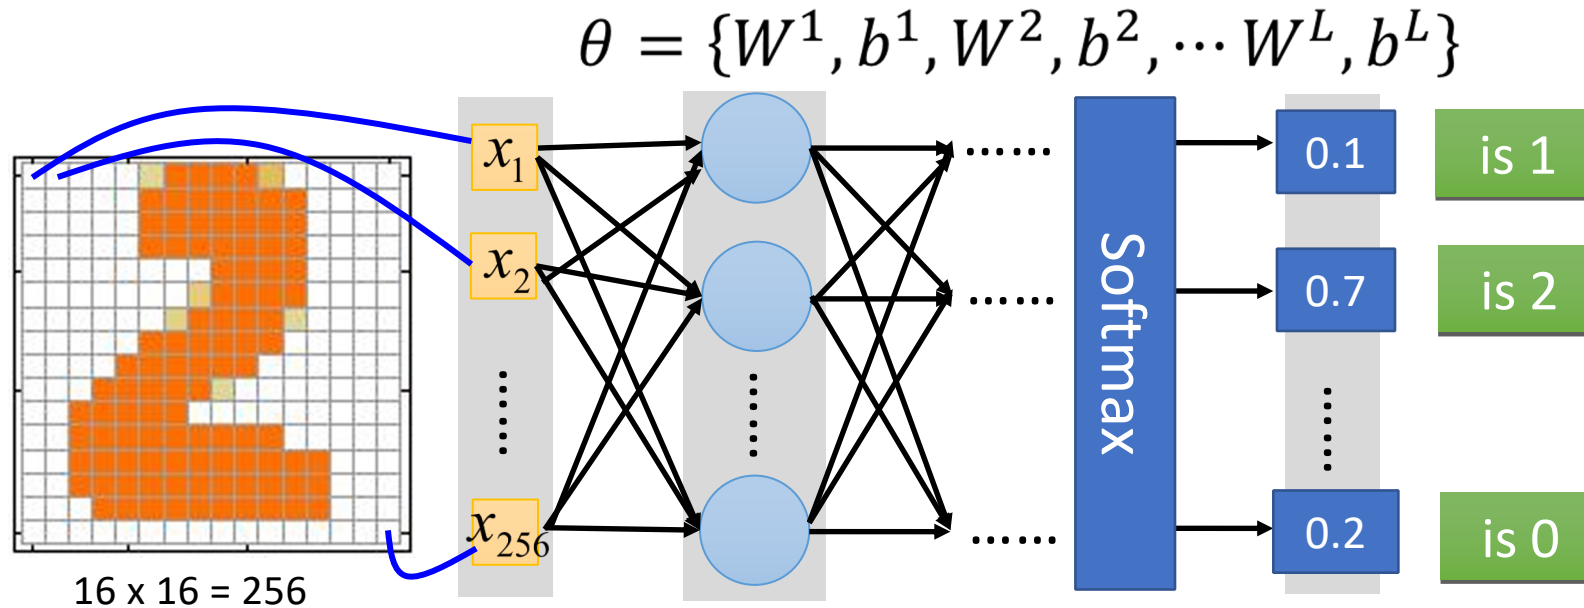 θ = {W¹, b¹, W², b², ⋯ Wᴸ, bᴸ}
x₁
0.1
is 1
x₂
0.7
is 2
Softmax
x₂₅₆
0.2
is 0
16 x 16 = 256